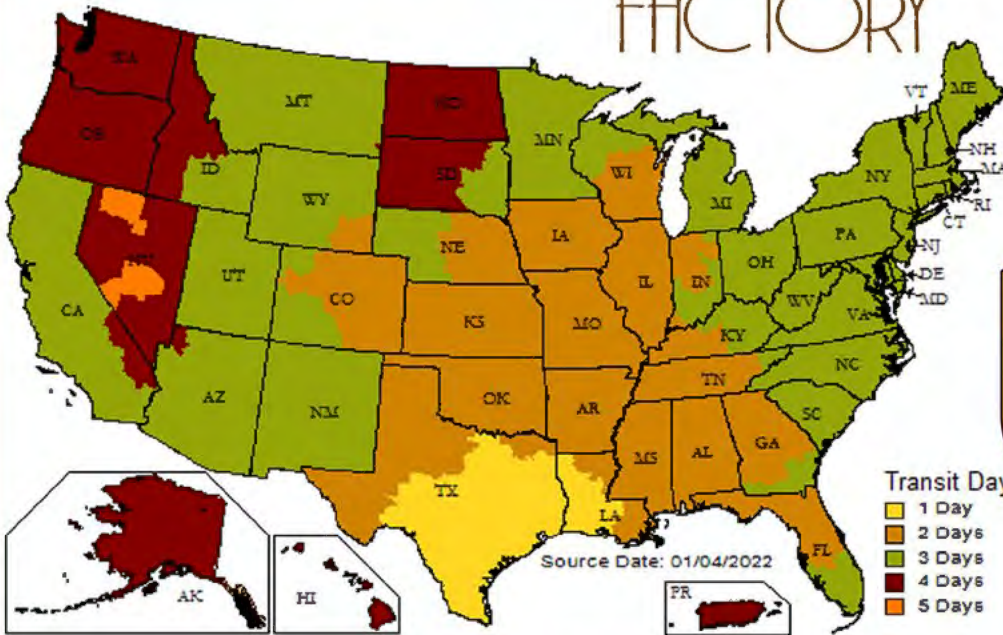 FACTORY
WA
MT
ND
MN
VT
ME
OR
ID
SD
WI
NH
MA
WY
MI
NY
RI
CT
NV
NE
IA
PA
NJ
UT
CO
IL
IN
OH
DE
CA
WV
MD
KS
MO
KY
VA
TN
NC
AZ
NM
OK
AR
SC
MS
AL
GA
TX
LA
FL
AK
HI
PR
Source Date: 01/04/2022
Transit Day
1 Day
2 Days
3 Days
4 Days
5 Days